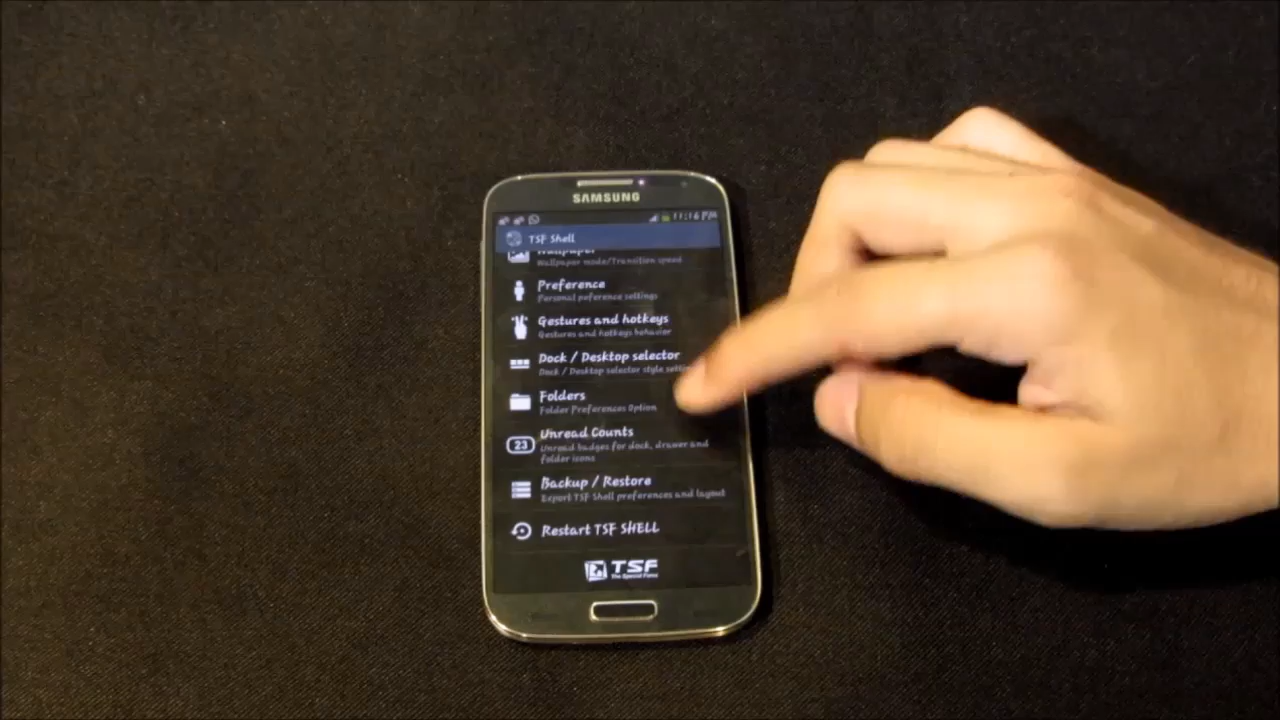 SAMSUNG
11:16 PM
TSF Shell
Wallpaper
Wallpaper mode/Transition speed
Preference
Personal peference settings
Gestures and hotkeys
Gestures and hotkeys behavior
Dock / Desktop selector
Dock / Desktop selector style
Folders
Folder Preferences Option
23
Unread Counts
Unread badges for dock, drawer and
folder icons
Backup / Restore
Export TSF Shell preferences and layout
Restart TSF SHELL
TSF
The Special Force